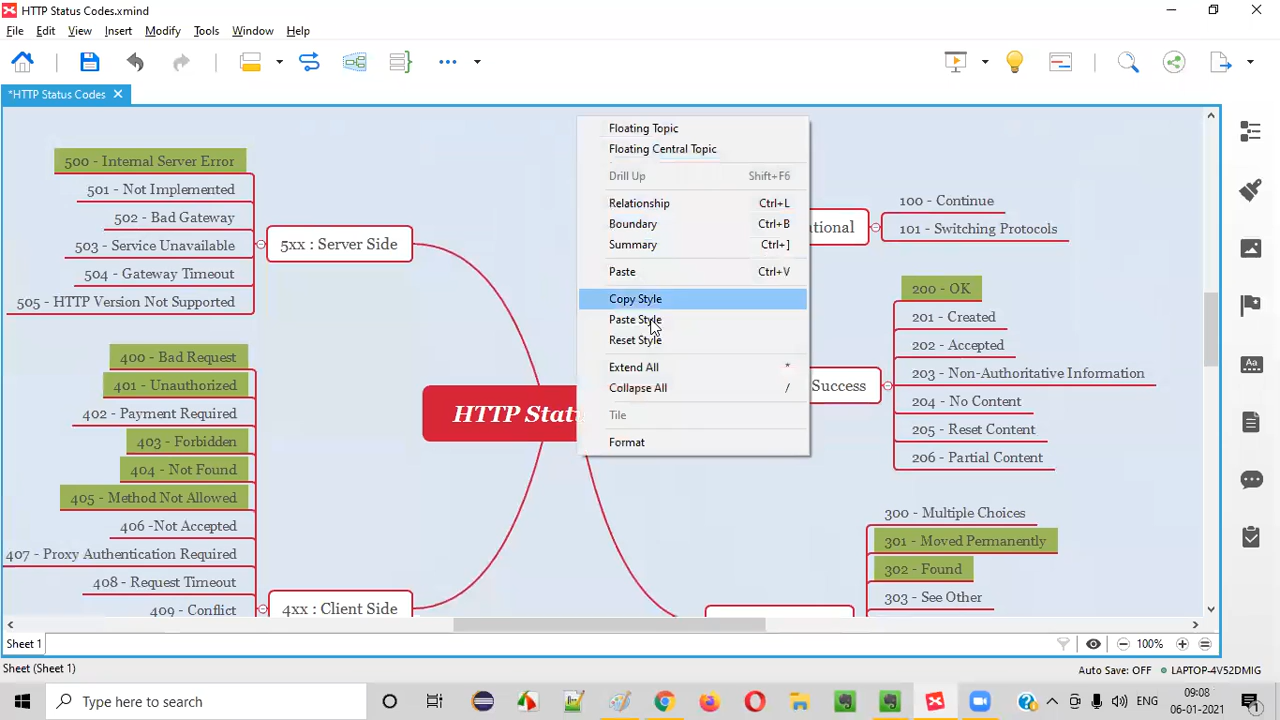 HTTP Status Codes.xmind
File Edit View Insert Modify Tools Window Help
*HTTP Status Codes
500 - Internal Server Error
501 - Not Implemented
502 - Bad Gateway
503 - Service Unavailable
504 - Gateway Timeout
505 - HTTP Version Not Supported
5xx : Server Side
400 - Bad Request
401 - Unauthorized
402 - Payment Required
403 - Forbidden
404 - Not Found
405 - Method Not Allowed
406 -Not Accepted
407 - Proxy Authentication Required
408 - Request Timeout
409 - Conflict
4xx : Client Side
HTTP Statu
Floating Topic
Floating Central Topic
Drill Up Shift+F6
Relationship Ctrl+L
Boundary Ctrl+B
Summary Ctrl+]
Paste Ctrl+V
Copy Style
Paste Style
Reset Style
Extend All *
Collapse All /
Tile
Format
ational
100 - Continue
101 - Switching Protocols
Success
200 - OK
201 - Created
202 - Accepted
203 - Non-Authoritative Information
204 - No Content
205 - Reset Content
206 - Partial Content
300 - Multiple Choices
301 - Moved Permanently
302 - Found
303 - See Other
Sheet 1
100%
Sheet (Sheet 1)
Auto Save: OFF LAPTOP-4V52DMIG
Type here to search
ENG
09:08
06-01-2021